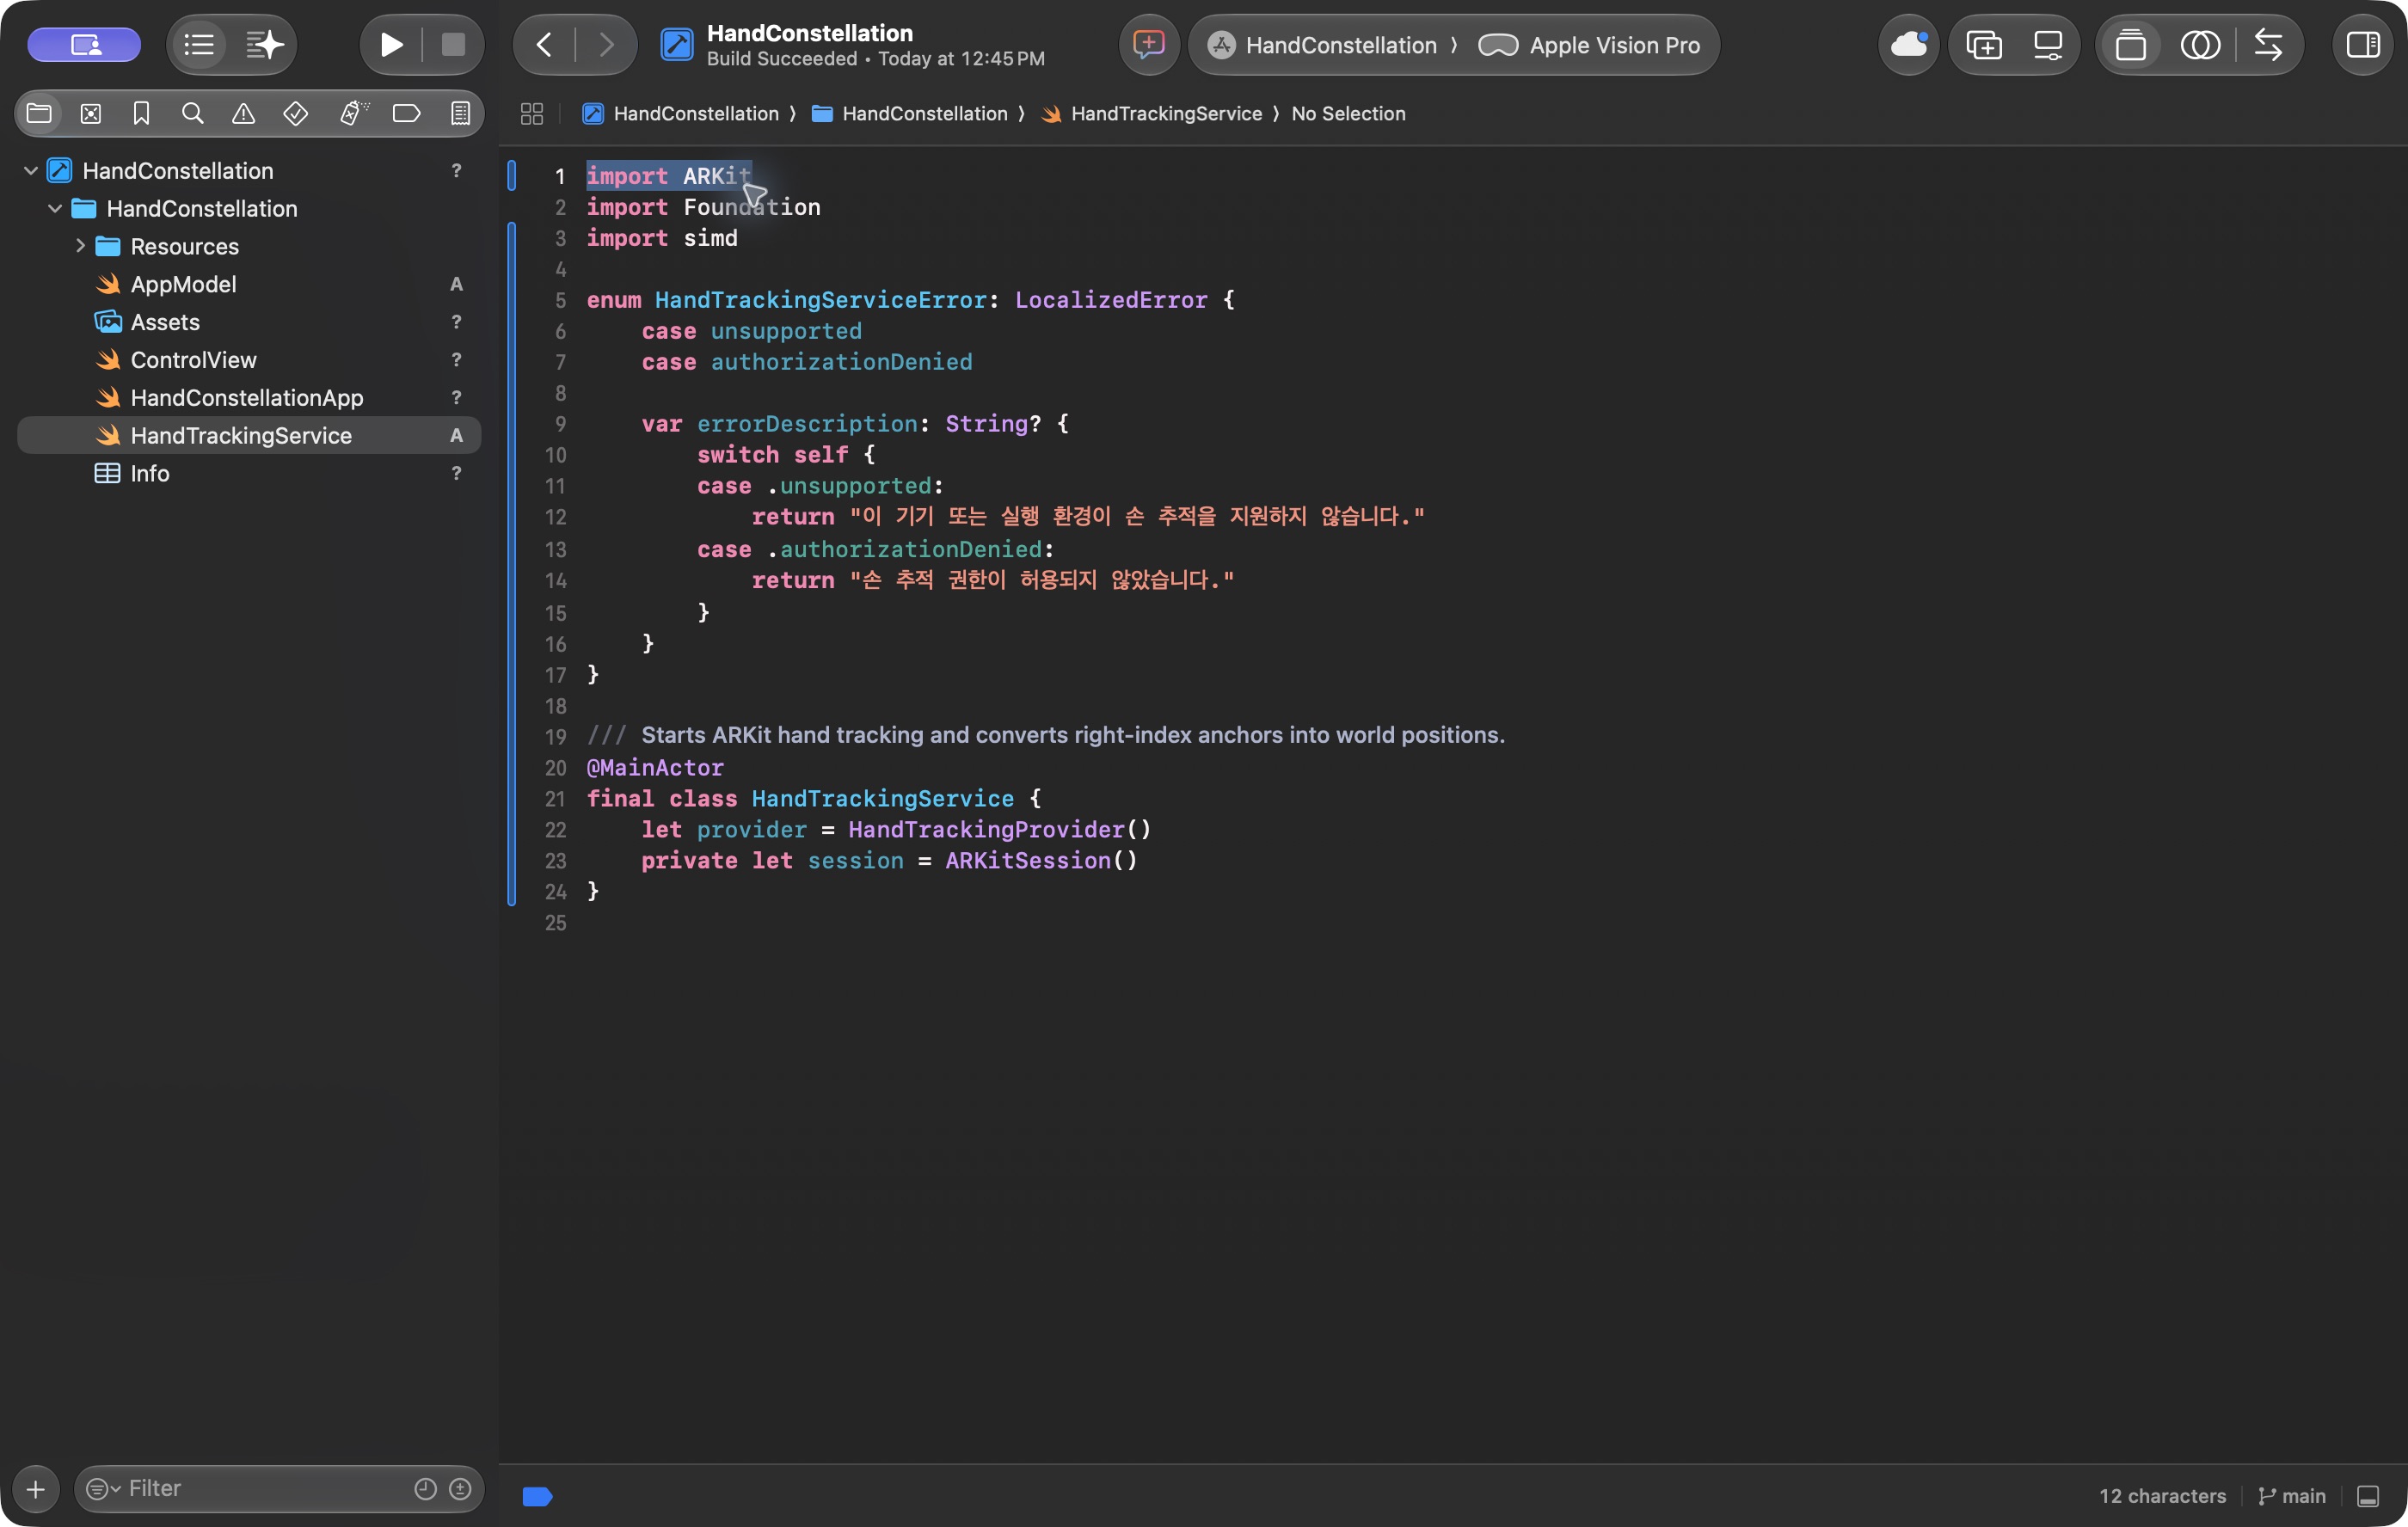 HandConstellation
Build Succeeded • Today at 12:45 PM
HandConstellation ⟩ Apple Vision Pro
HandConstellation ⟩ HandConstellation ⟩ HandTrackingService ⟩ No Selection
HandConstellation ?
HandConstellation
Resources
AppModel A
Assets ?
ControlView ?
HandConstellationApp ?
HandTrackingService A
Info ?
1 import ARKit
2 import Foundation
3 import simd
4
5 enum HandTrackingServiceError: LocalizedError {
6 case unsupported
7 case authorizationDenied
8
9 var errorDescription: String? {
10 switch self {
11 case .unsupported:
12 return "이 기기 또는 실행 환경이 손 추적을 지원하지 않습니다."
13 case .authorizationDenied:
14 return "손 추적 권한이 허용되지 않았습니다."
15 }
16 }
17 }
18
19 /// Starts ARKit hand tracking and converts right-index anchors into world positions.
20 @MainActor
21 final class HandTrackingService {
22 let provider = HandTrackingProvider()
23 private let session = ARKitSession()
24 }
25
Filter
12 characters
main